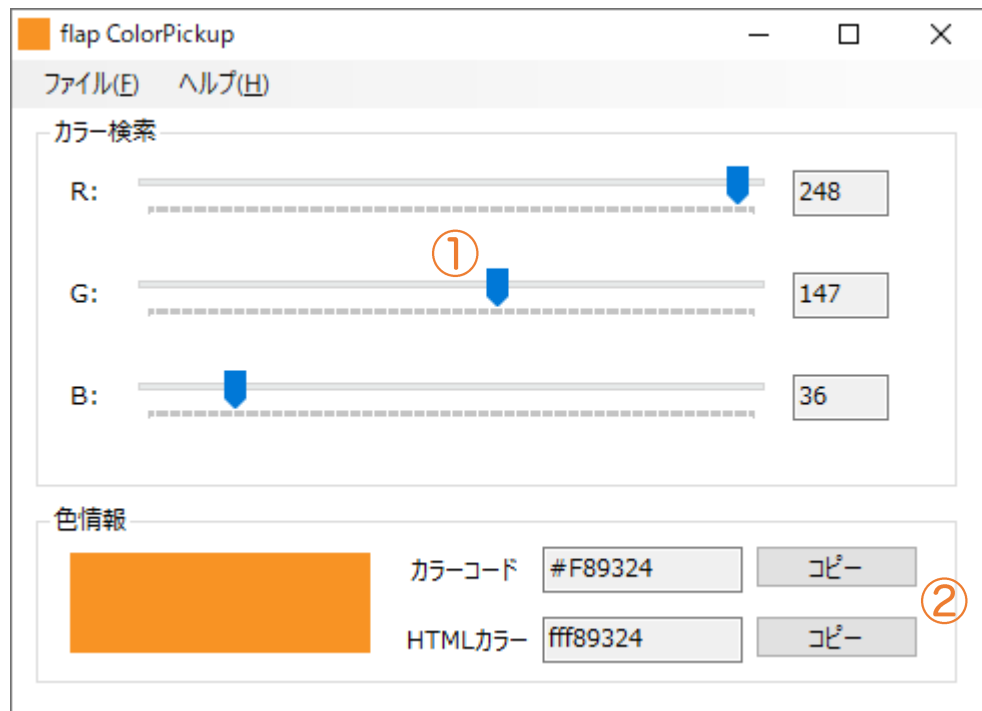 flap ColorPickup
ファイル(F) ヘルプ(H)
カラー検索
R: 248
①
G: 147
B: 36
色情報
カラーコード #F89324 コピー
②
HTMLカラー fff89324 コピー